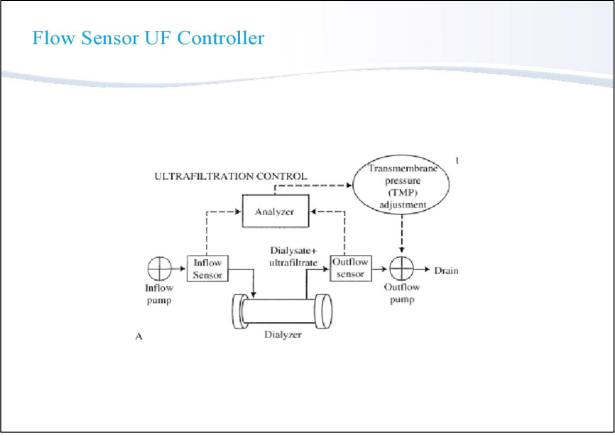 Flow Sensor UF Controller
ULTRAFILTRATION CONTROL
Transmembrane
pressure
(TMP)
adjustment
1
Analyzer
Dialysate+
ultrafiltrate
Inflow
Sensor
Outflow
sensor
Drain
Inflow
pump
Outflow
pump
Dialyzer
A